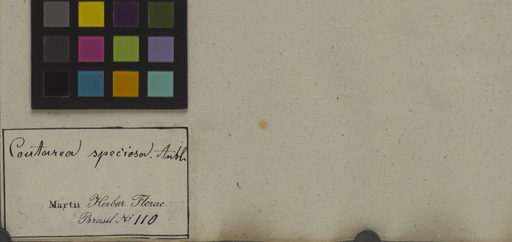 Coutarea speciosa. Aubl.
Martii Herbar Florae
Brasil. No 110